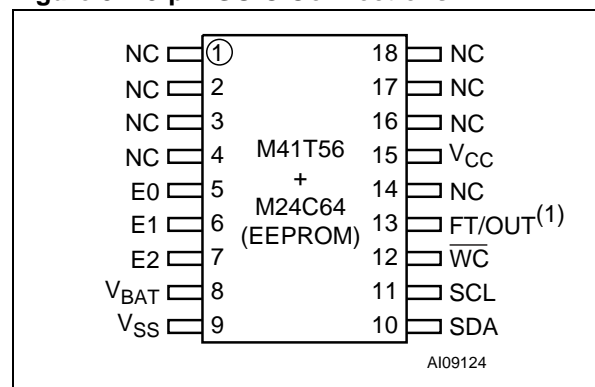 NC 1 18 NC
NC 2 17 NC
NC 3 16 NC
NC 4 M41T56 15 VCC
E0 5 + 14 NC
E1 6 M24C64 13 FT/OUT(1)
E2 7 (EEPROM) 12 WC
VBAT 8 11 SCL
VSS 9 10 SDA
AI09124